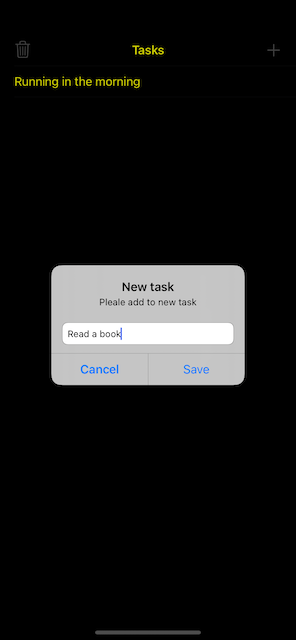 Tasks
Running in the morning
New task
Pleale add to new task
Read a book
Cancel
Save